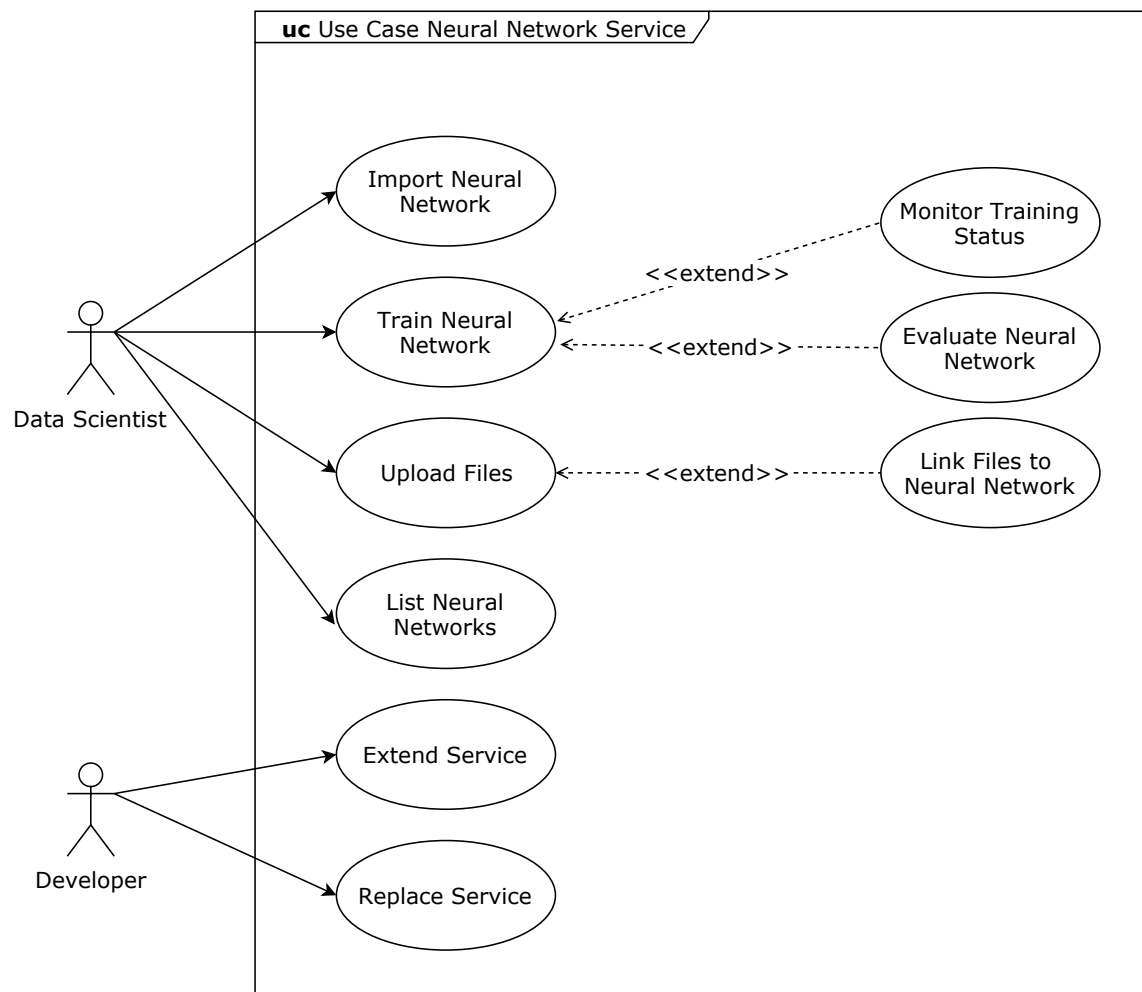 uc Use Case Neural Network Service
Import Neural
Network
Monitor Training
Status
<<extend>>
Train Neural
Network
<<extend>>
Evaluate Neural
Network
Data Scientist
Upload Files
<<extend>>
Link Files to
Neural Network
List Neural
Networks
Extend Service
Developer
Replace Service